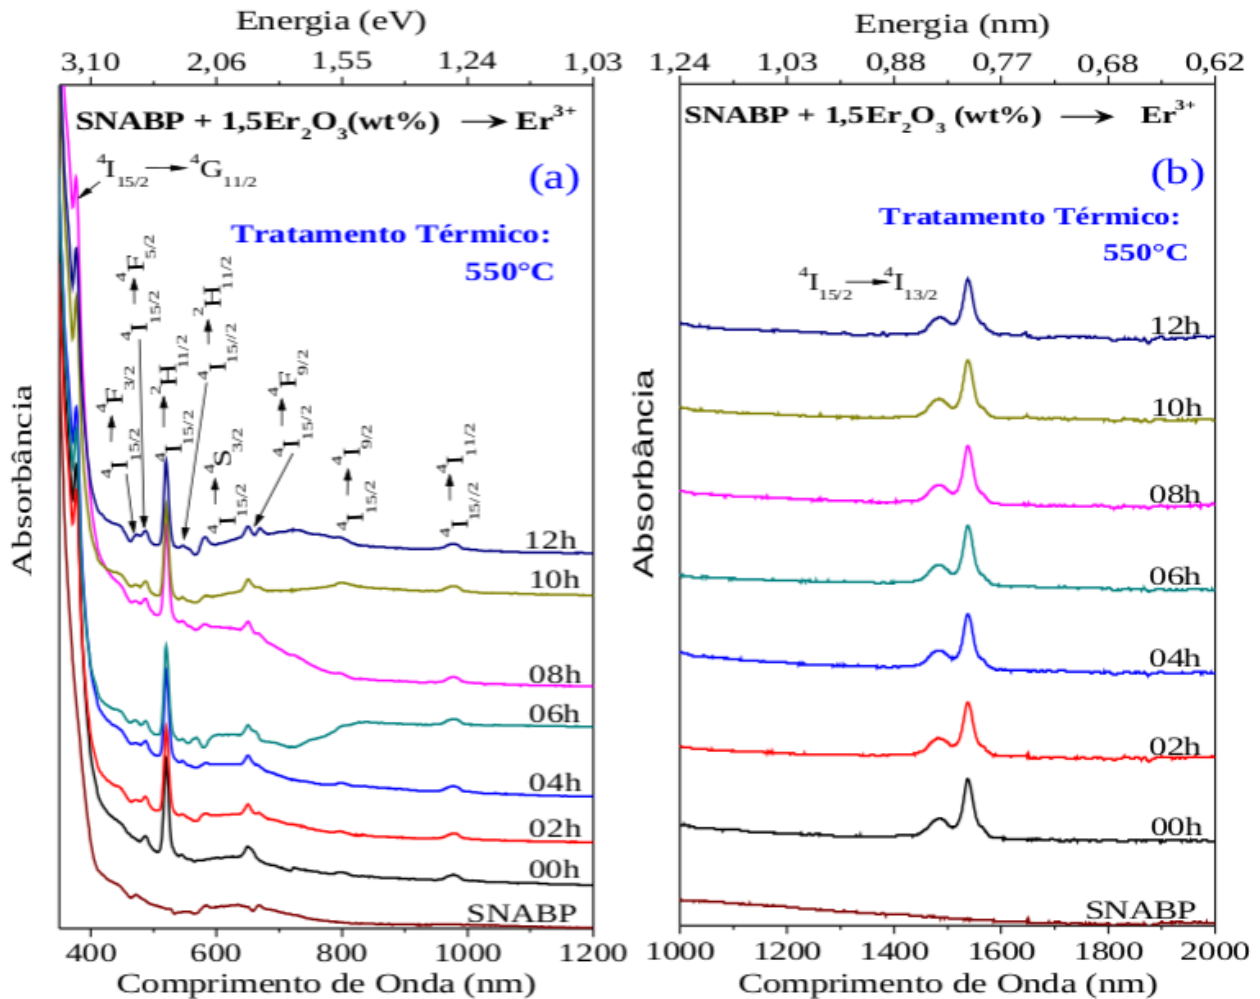 Energia (eV)
3,10 2,06 1,55 1,24 1,03
SNABP + 1,5Er₂O₃(wt%) → Er³⁺
⁴I₁₅/₂ → ⁴G₁₁/₂
(a)
Tratamento Térmico:
550°C
⁴I₁₅/₂ → ⁴F₃/₂
⁴I₁₅/₂ → ⁴F₅/₂
⁴I₁₅/₂ → ²H₁₁/₂
⁴I₁₅//₂ → ²H₁₁/₂
⁴I₁₅/₂ → ⁴S₃/₂
⁴I₁₅/₂ → ⁴F₉/₂
⁴I₁₅/₂ → ⁴I₉/₂
⁴I₁₅//₂ → ⁴I₁₁/₂
12h
10h
08h
06h
04h
02h
00h
SNABP
Absorbância
400 600 800 1000 1200
Comprimento de Onda (nm)
Energia (nm)
1,24 1,03 0,88 0,77 0,68 0,62
SNABP + 1,5Er₂O₃ (wt%) → Er³⁺
(b)
Tratamento Térmico:
550°C
⁴I₁₅/₂ → ⁴I₁₃/₂
12h
10h
08h
06h
04h
02h
00h
SNABP
Absorbância
1000 1200 1400 1600 1800 2000
Comprimento de Onda (nm)